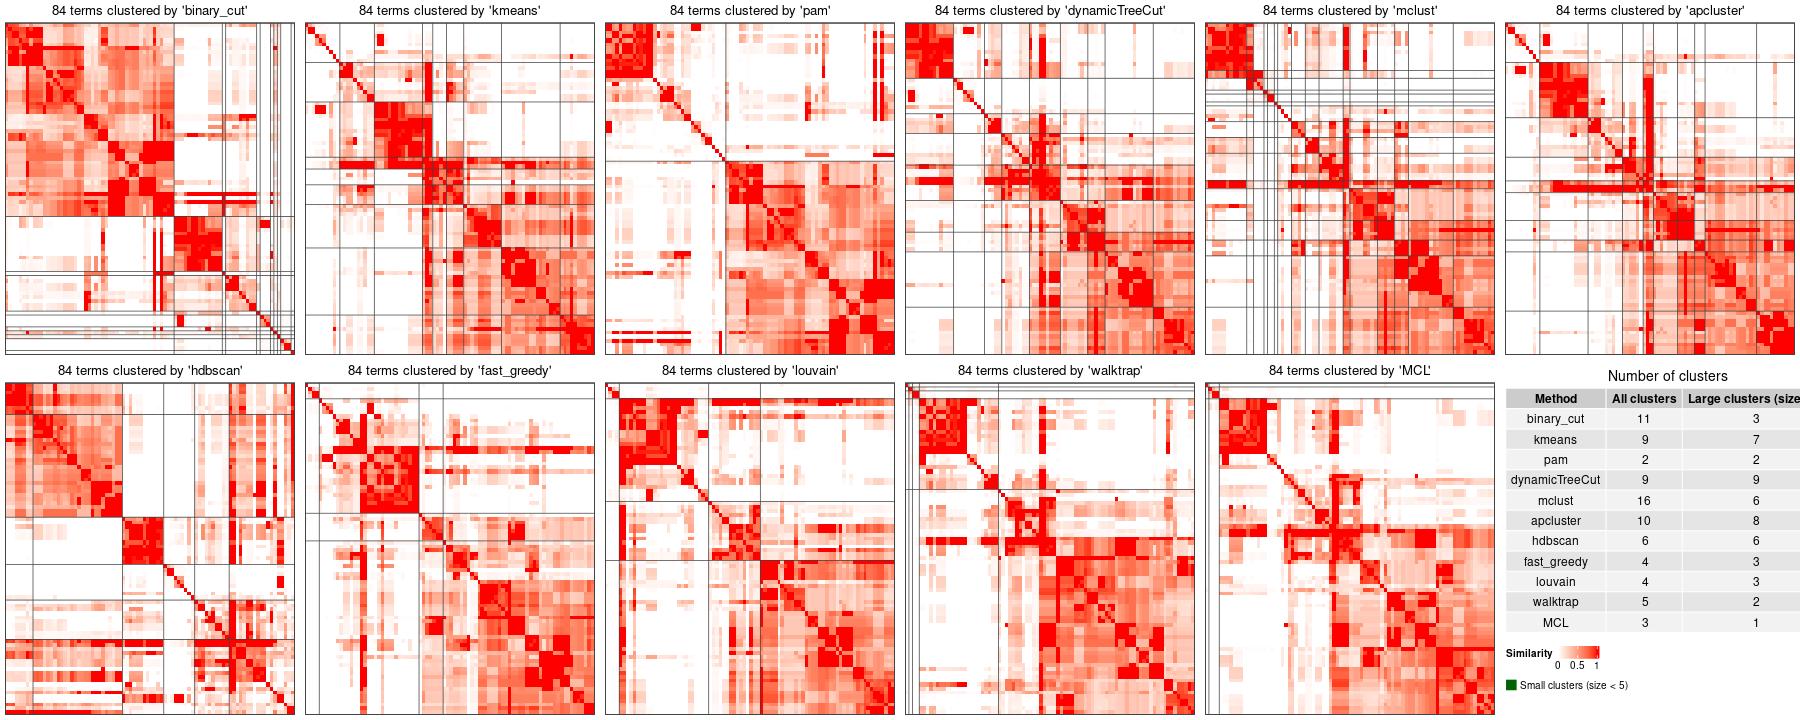 84 terms clustered by 'binary_cut'
84 terms clustered by 'kmeans'
84 terms clustered by 'pam'
84 terms clustered by 'dynamicTreeCut'
84 terms clustered by 'mclust'
84 terms clustered by 'apcluster'
84 terms clustered by 'hdbscan'
84 terms clustered by 'fast_greedy'
84 terms clustered by 'louvain'
84 terms clustered by 'walktrap'
84 terms clustered by 'MCL'
Number of clusters
Method All clusters Large clusters (size
binary_cut 11 3
kmeans 9 7
pam 2 2
dynamicTreeCut 9 9
mclust 16 6
apcluster 10 8
hdbscan 6 6
fast_greedy 4 3
louvain 4 3
walktrap 5 2
MCL 3 1
Similarity
0 0.5 1
Small clusters (size < 5)